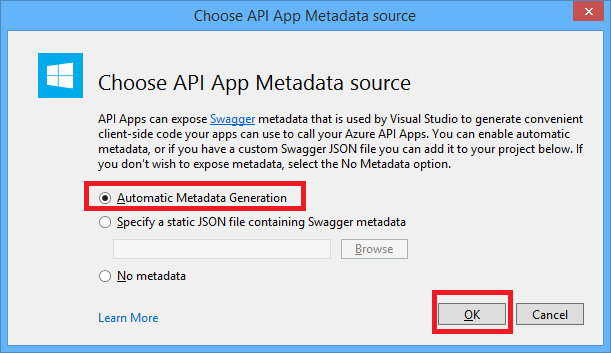 Choose API App Metadata source
Choose API App Metadata source
API Apps can expose Swagger metadata that is used by Visual Studio to generate convenient
client-side code your apps can use to call your Azure API Apps. You can enable automatic
metadata, or if you have a custom Swagger JSON file you can add it to your project below. If
you don't wish to expose metadata, select the No Metadata option.
Automatic Metadata Generation
Specify a static JSON file containing Swagger metadata
Browse
No metadata
Learn More
OK
Cancel